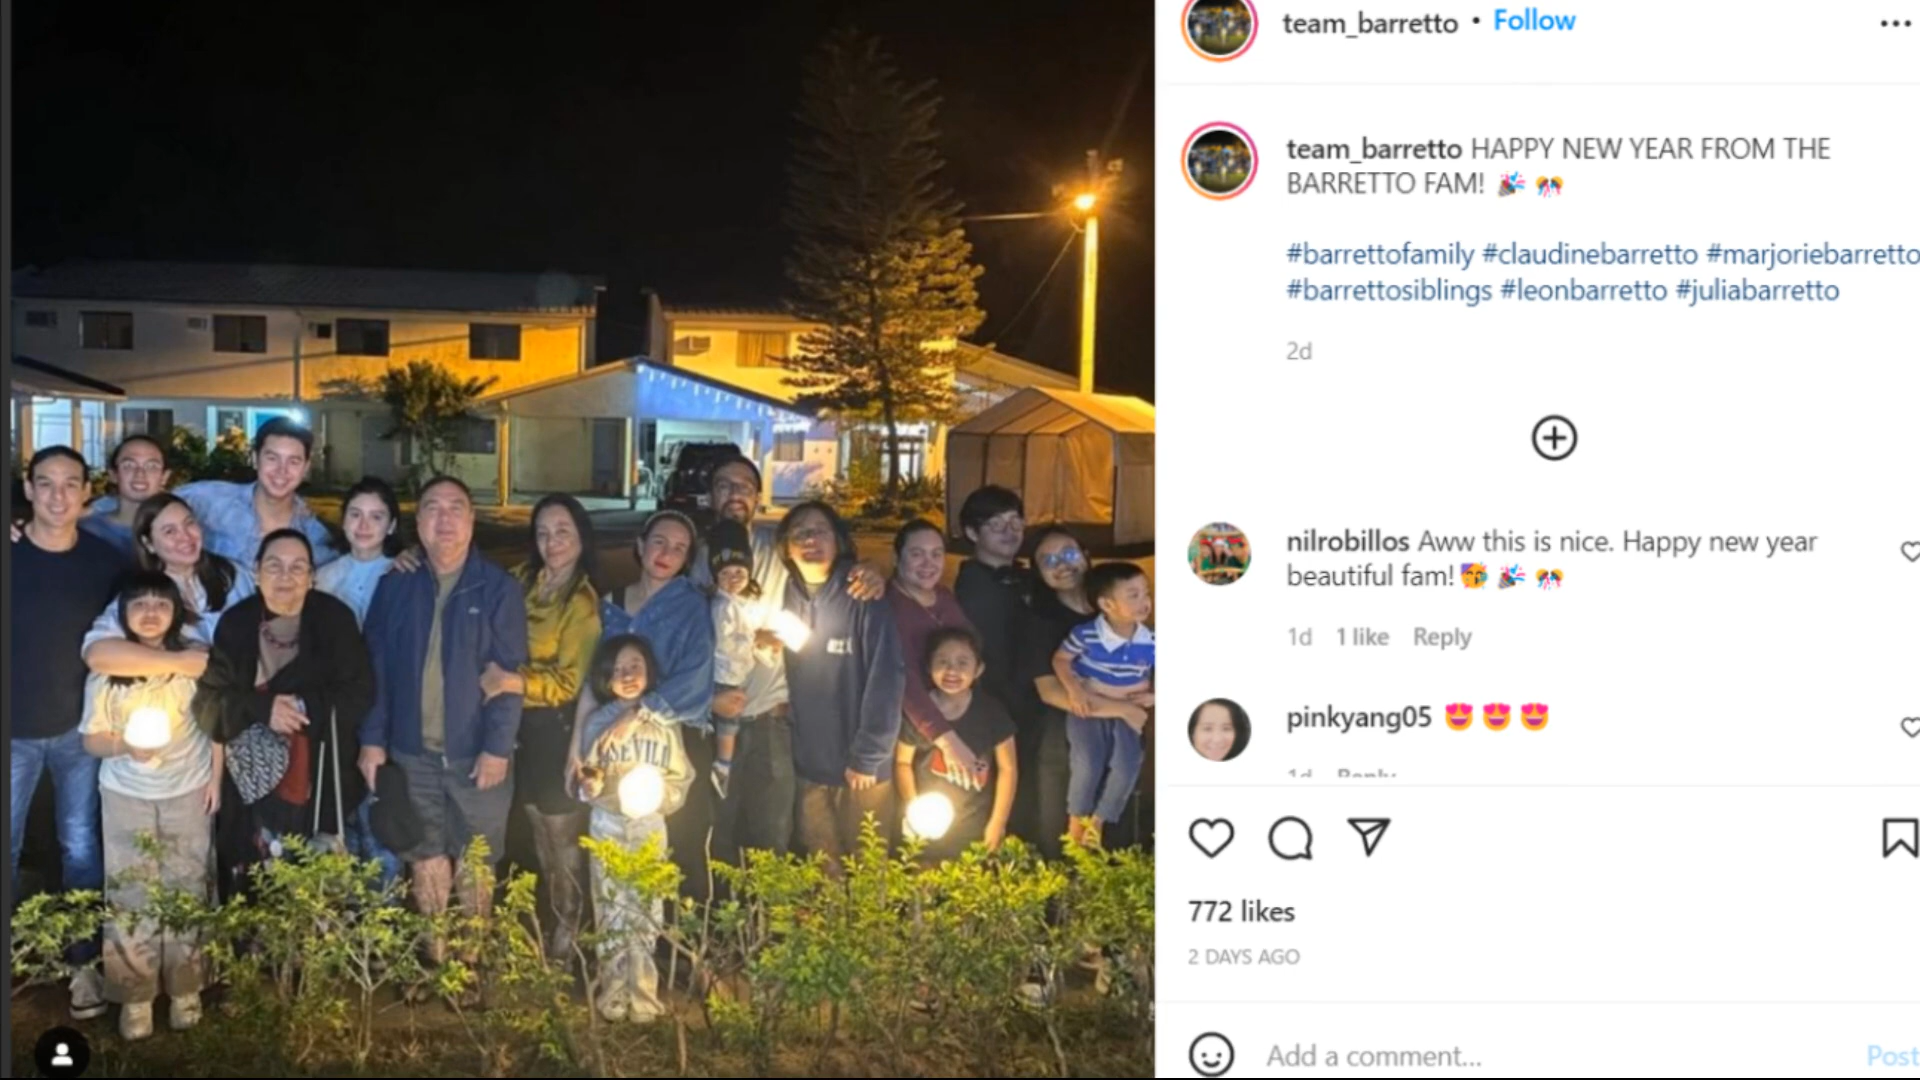 team_barretto • Follow
team_barretto HAPPY NEW YEAR FROM THE
BARRETTO FAM! 🎉 🎊
#barrettofamily #claudinebarretto #marjoriebarretto
#barrettosiblings #leonbarretto #juliabarretto
2d
nilrobillos Aww this is nice. Happy new year
beautiful fam!🥳 🎉 🎊
1d 1 like Reply
pinkyang05 😍 😍 😍
1d Reply
772 likes
2 DAYS AGO
Add a comment... Post